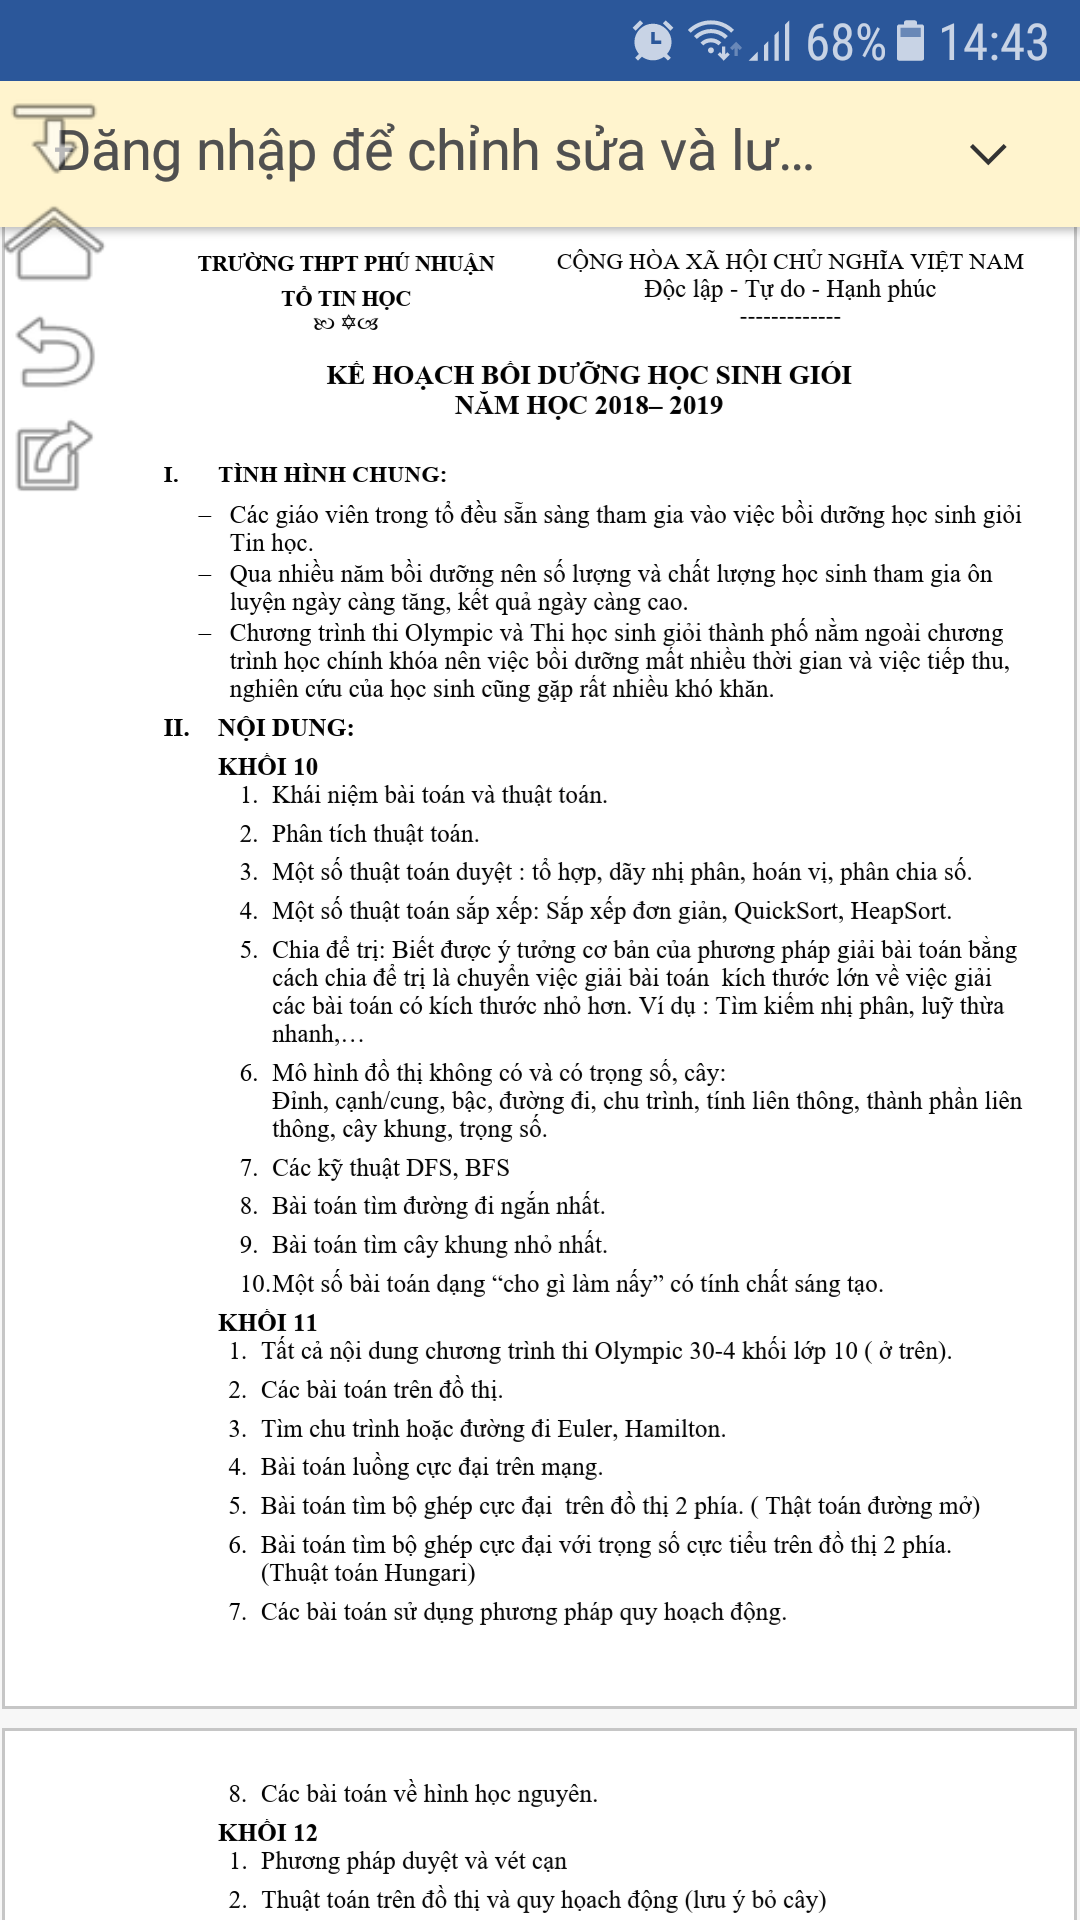 68% 14:43
Đăng nhập để chỉnh sửa và lư...
TRƯỜNG THPT PHÚ NHUẬN
TỔ TIN HỌC
CỘNG HÒA XÃ HỘI CHỦ NGHĨA VIỆT NAM
Độc lập - Tự do - Hạnh phúc
-------------
KẾ HOẠCH BỒI DƯỠNG HỌC SINH GIỎI
NĂM HỌC 2018– 2019
I. TÌNH HÌNH CHUNG:
– Các giáo viên trong tổ đều sẵn sàng tham gia vào việc bồi dưỡng học sinh giỏi
Tin học.
– Qua nhiều năm bồi dưỡng nên số lượng và chất lượng học sinh tham gia ôn
luyện ngày càng tăng, kết quả ngày càng cao.
– Chương trình thi Olympic và Thi học sinh giỏi thành phố nằm ngoài chương
trình học chính khóa nên việc bồi dưỡng mất nhiều thời gian và việc tiếp thu,
nghiên cứu của học sinh cũng gặp rất nhiều khó khăn.
II. NỘI DUNG:
KHỐI 10
1. Khái niệm bài toán và thuật toán.
2. Phân tích thuật toán.
3. Một số thuật toán duyệt : tổ hợp, dãy nhị phân, hoán vị, phân chia số.
4. Một số thuật toán sắp xếp: Sắp xếp đơn giản, QuickSort, HeapSort.
5. Chia để trị: Biết được ý tưởng cơ bản của phương pháp giải bài toán bằng
cách chia để trị là chuyển việc giải bài toán  kích thước lớn về việc giải
các bài toán có kích thước nhỏ hơn. Ví dụ : Tìm kiếm nhị phân, luỹ thừa
nhanh,…
6. Mô hình đồ thị không có và có trọng số, cây:
Đỉnh, cạnh/cung, bậc, đường đi, chu trình, tính liên thông, thành phần liên
thông, cây khung, trọng số.
7. Các kỹ thuật DFS, BFS
8. Bài toán tìm đường đi ngắn nhất.
9. Bài toán tìm cây khung nhỏ nhất.
10.Một số bài toán dạng “cho gì làm nấy” có tính chất sáng tạo.
KHỐI 11
1. Tất cả nội dung chương trình thi Olympic 30-4 khối lớp 10 ( ở trên).
2. Các bài toán trên đồ thị.
3. Tìm chu trình hoặc đường đi Euler, Hamilton.
4. Bài toán luồng cực đại trên mạng.
5. Bài toán tìm bộ ghép cực đại  trên đồ thị 2 phía. ( Thật toán đường mở)
6. Bài toán tìm bộ ghép cực đại với trọng số cực tiểu trên đồ thị 2 phía.
(Thuật toán Hungari)
7. Các bài toán sử dụng phương pháp quy hoạch động.
8. Các bài toán về hình học nguyên.
KHỐI 12
1. Phương pháp duyệt và vét cạn
2. Thuật toán trên đồ thị và quy hoạch động (lưu ý bỏ cây)